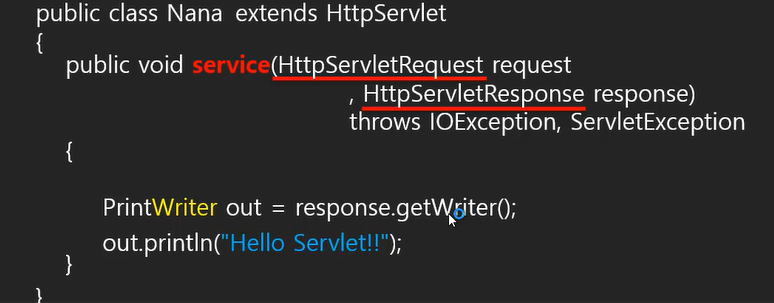 public class Nana extends HttpServlet
{
public void service(HttpServletRequest request
, HttpServletResponse response)
throws IOException, ServletException
{
PrintWriter out = response.getWriter();
out.println("Hello Servlet!!");
}
}